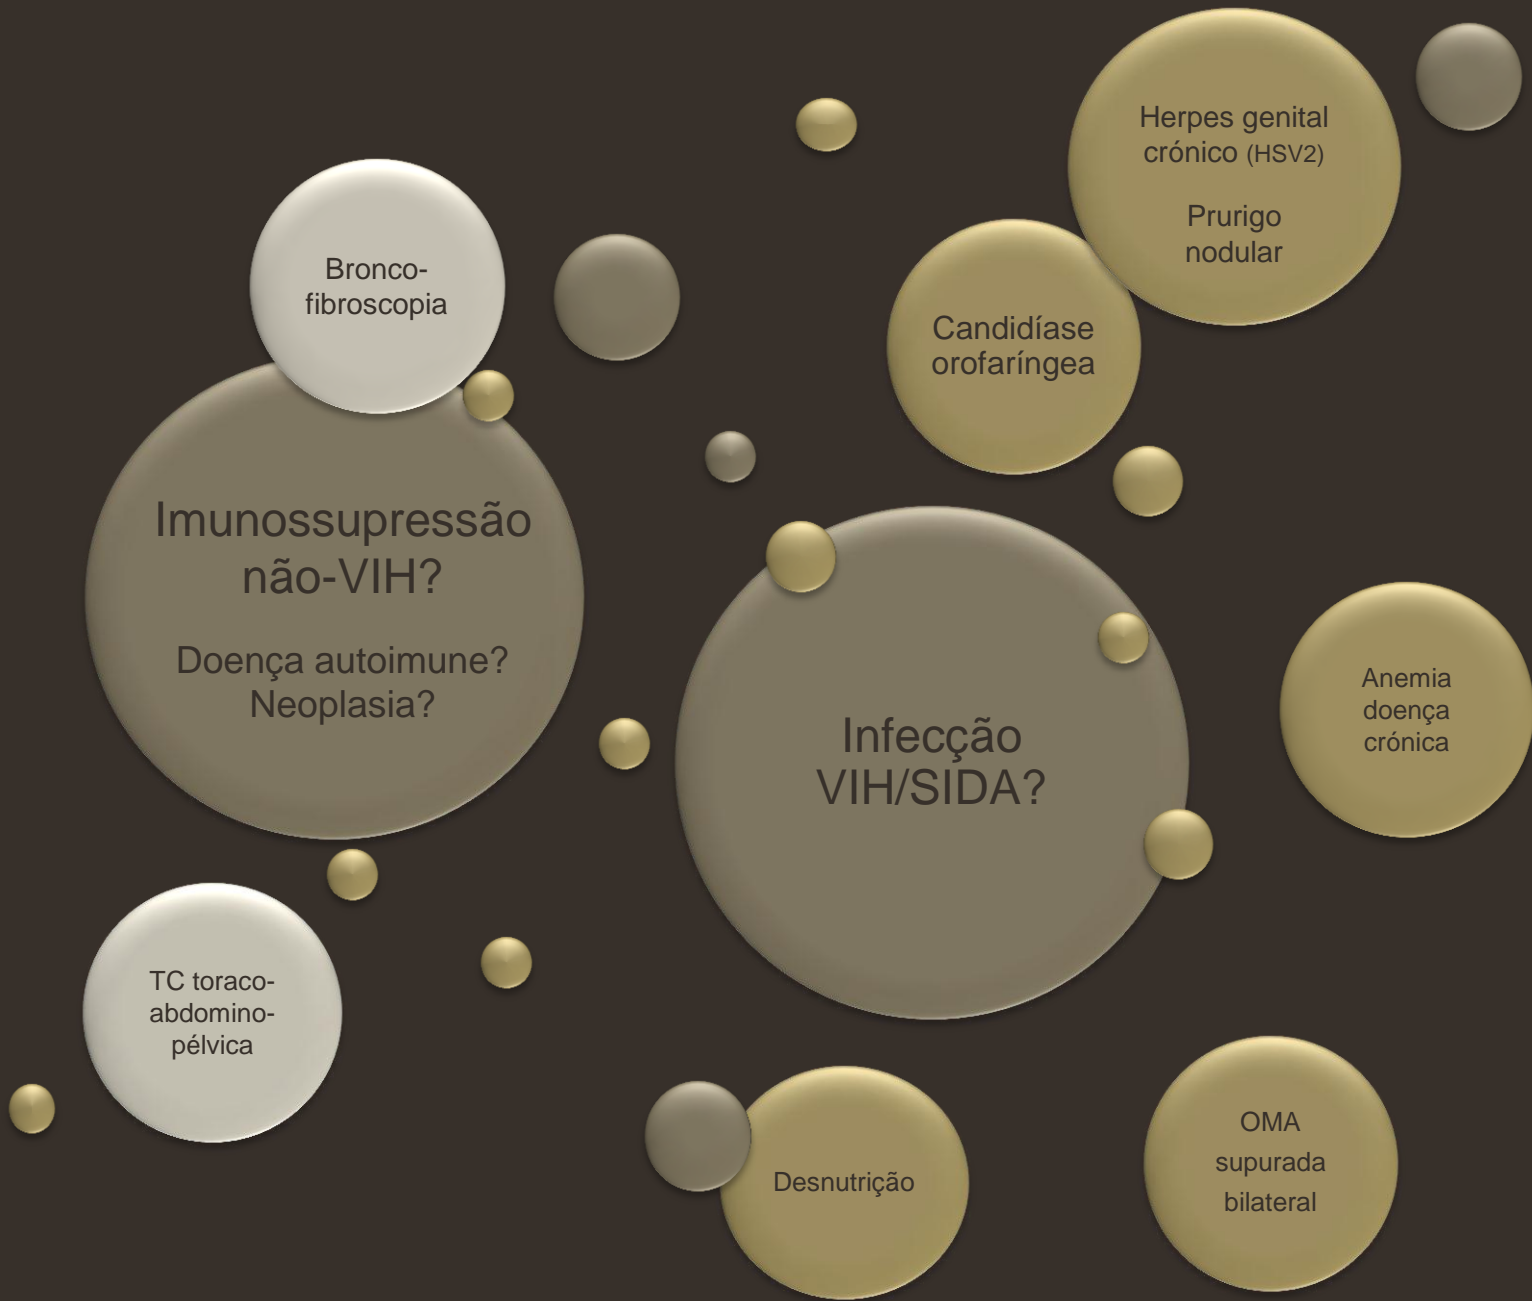 Herpes genital
crónico (HSV2)
Prurigo
nodular
Bronco-
fibroscopia
Candidíase
orofaríngea
Imunossupressão
não-VIH?
Doença autoimune?
Neoplasia?
Infecção
VIH/SIDA?
Anemia
doença
crónica
TC toraco-
abdomino-
pélvica
Desnutrição
OMA
supurada
bilateral